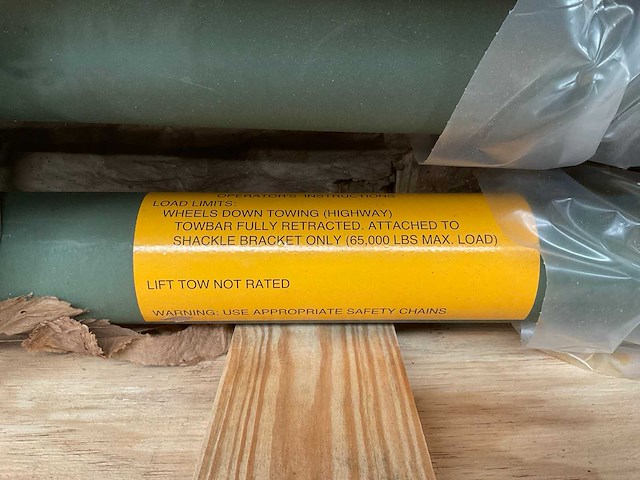 OPERATOR'S INSTRUCTIONS
LOAD LIMITS:
WHEELS DOWN TOWING (HIGHWAY)
TOWBAR FULLY RETRACTED. ATTACHED TO
SHACKLE BRACKET ONLY (65,000 LBS MAX. LOAD)
LIFT TOW NOT RATED
WARNING: USE APPROPRIATE SAFETY CHAINS